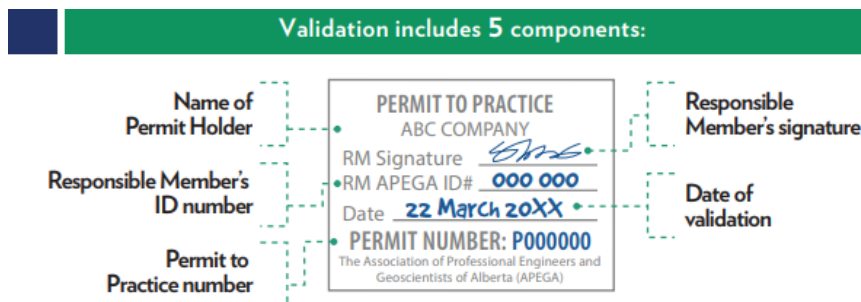 Validation includes 5 components:
Name of
Permit Holder
Responsible Member's
ID number
Permit to
Practice number
PERMIT TO PRACTICE
ABC COMPANY
RM Signature
RM APEGA ID# 000 000
Date 22 March 20XX
PERMIT NUMBER: P000000
The Association of Professional Engineers and
Geoscientists of Alberta (APEGA)
Responsible
Member's signature
Date of
validation